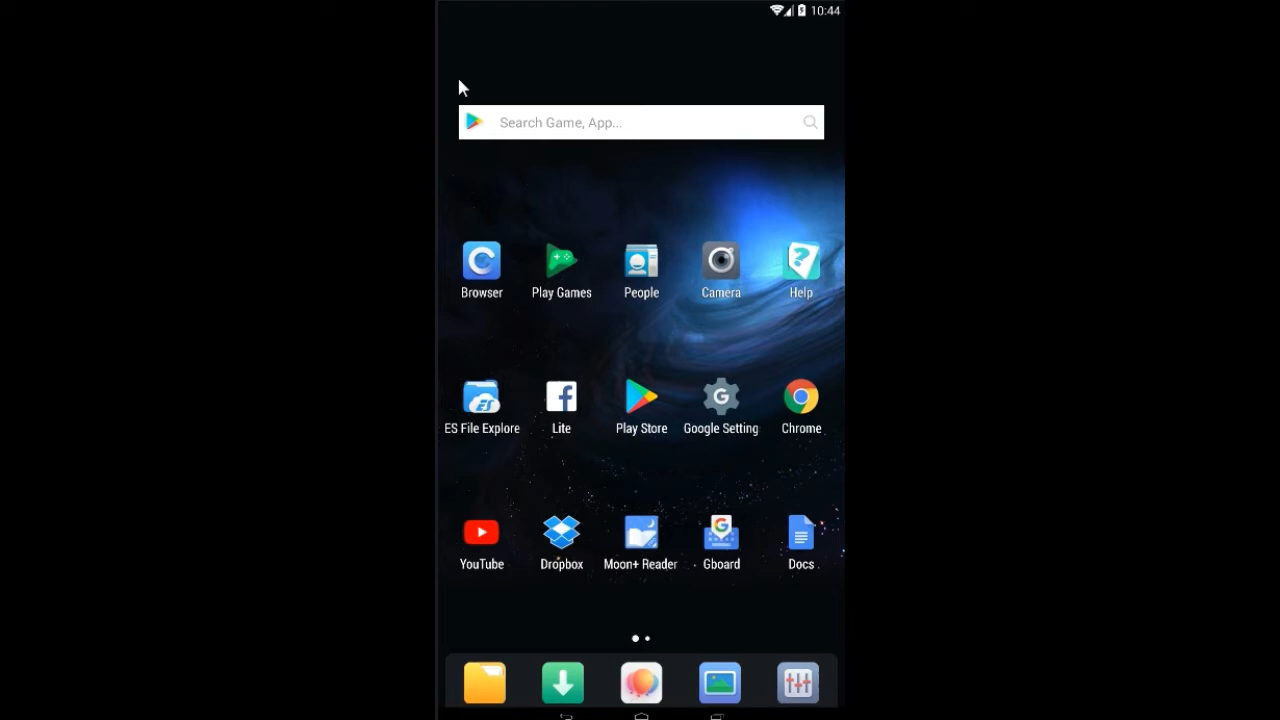 10:44
Search Game, App...
Browser Play Games People Camera Help
ES File Explore Lite Play Store Google Setting Chrome
YouTube Dropbox Moon+ Reader Gboard Docs